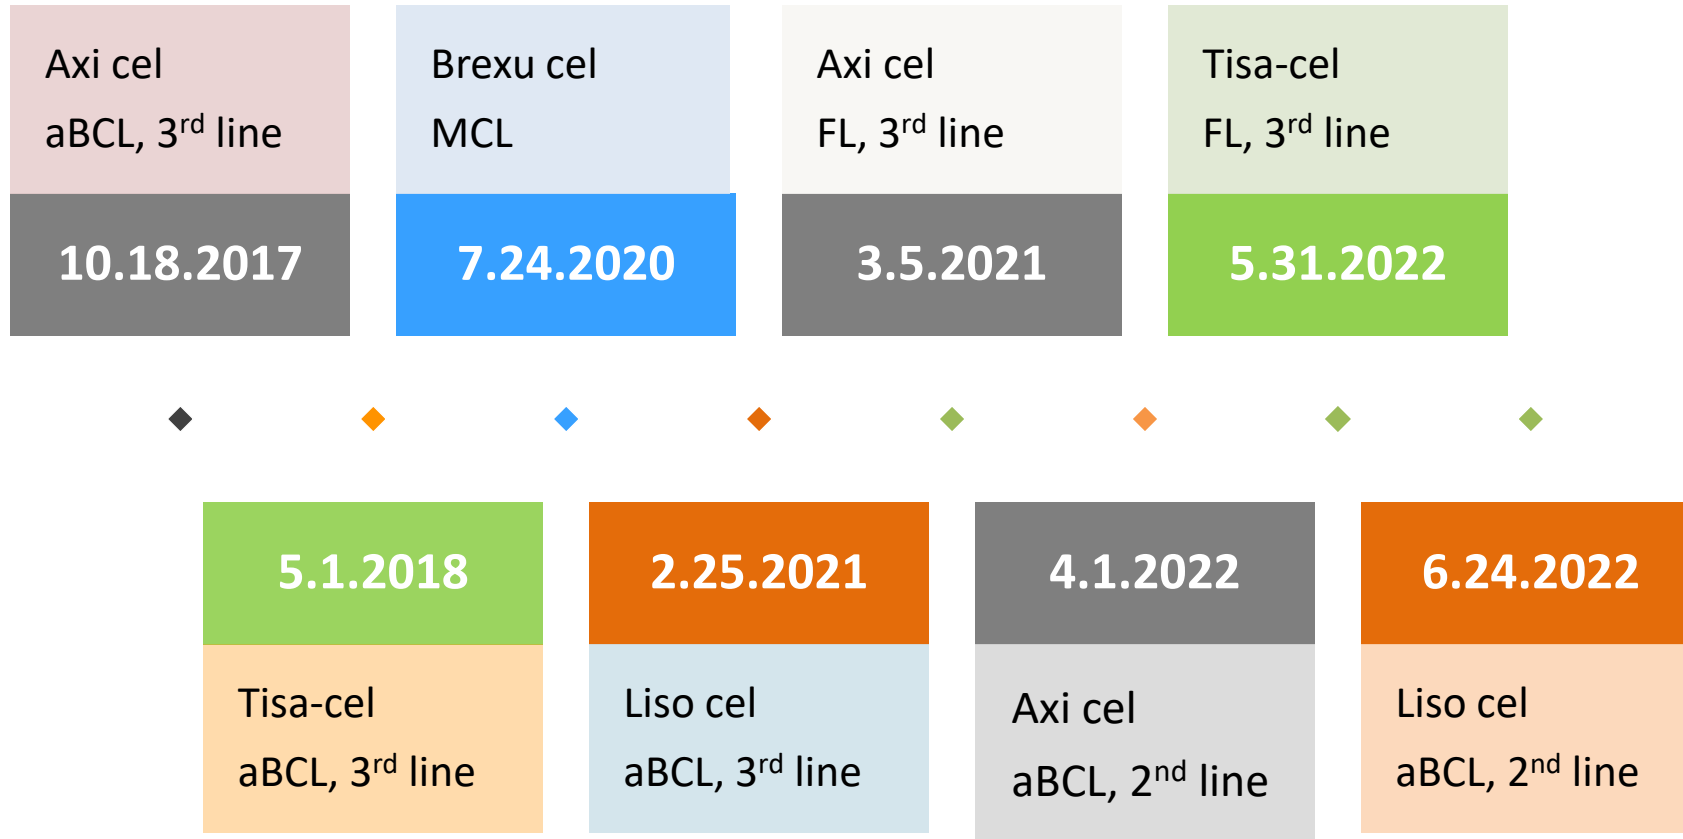 Axi cel
aBCL, 3rd line
10.18.2017
Brexu cel
MCL
7.24.2020
Axi cel
FL, 3rd line
3.5.2021
Tisa-cel
FL, 3rd line
5.31.2022
5.1.2018
Tisa-cel
aBCL, 3rd line
2.25.2021
Liso cel
aBCL, 3rd line
4.1.2022
Axi cel
aBCL, 2nd line
6.24.2022
Liso cel
aBCL, 2nd line